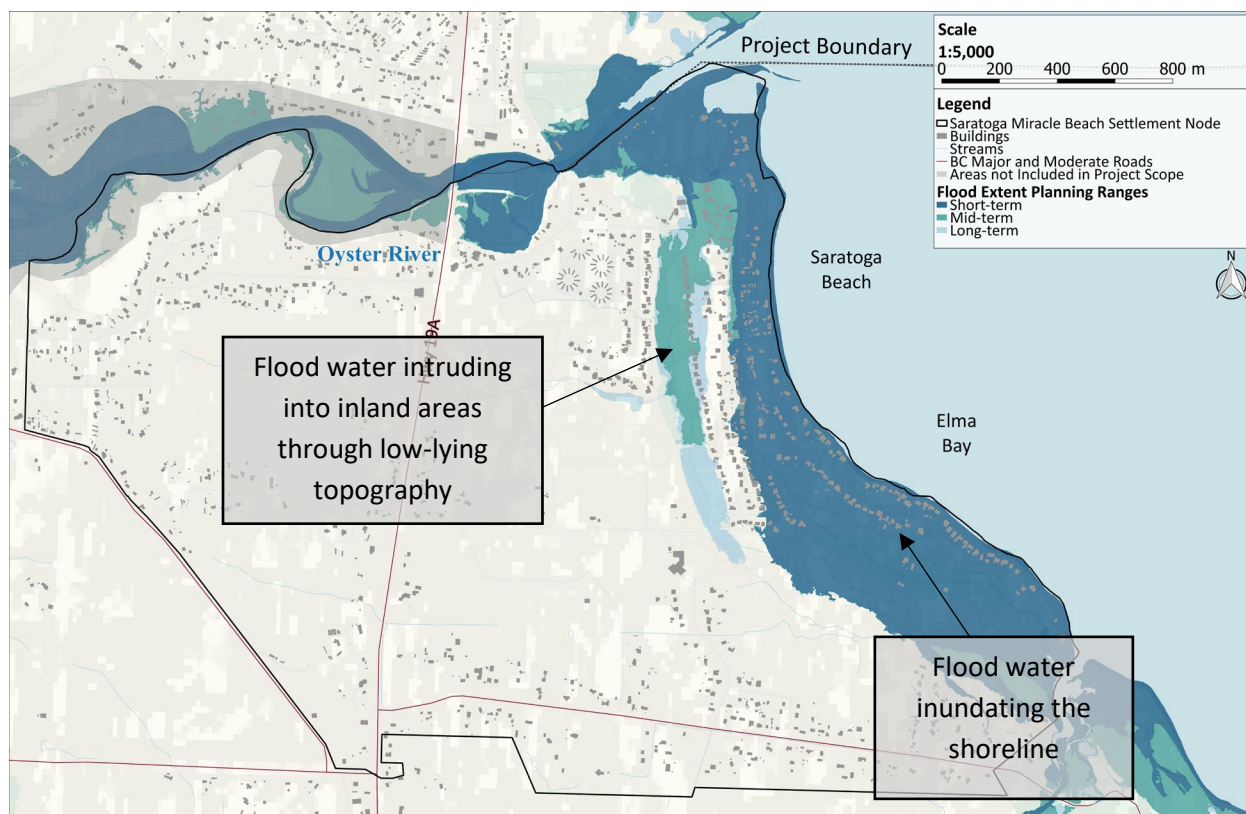 Project Boundary
Scale
1:5,000
0 200 400 600 800 m
Legend
Saratoga Miracle Beach Settlement Node
Buildings
Streams
BC Major and Moderate Roads
Areas not Included in Project Scope
Flood Extent Planning Ranges
Short-term
Mid-term
Long-term
N
Oyster River
Saratoga
Beach
Hwy 19A
Flood water intruding
into inland areas
through low-lying
topography
Elma
Bay
Flood water
inundating the
shoreline